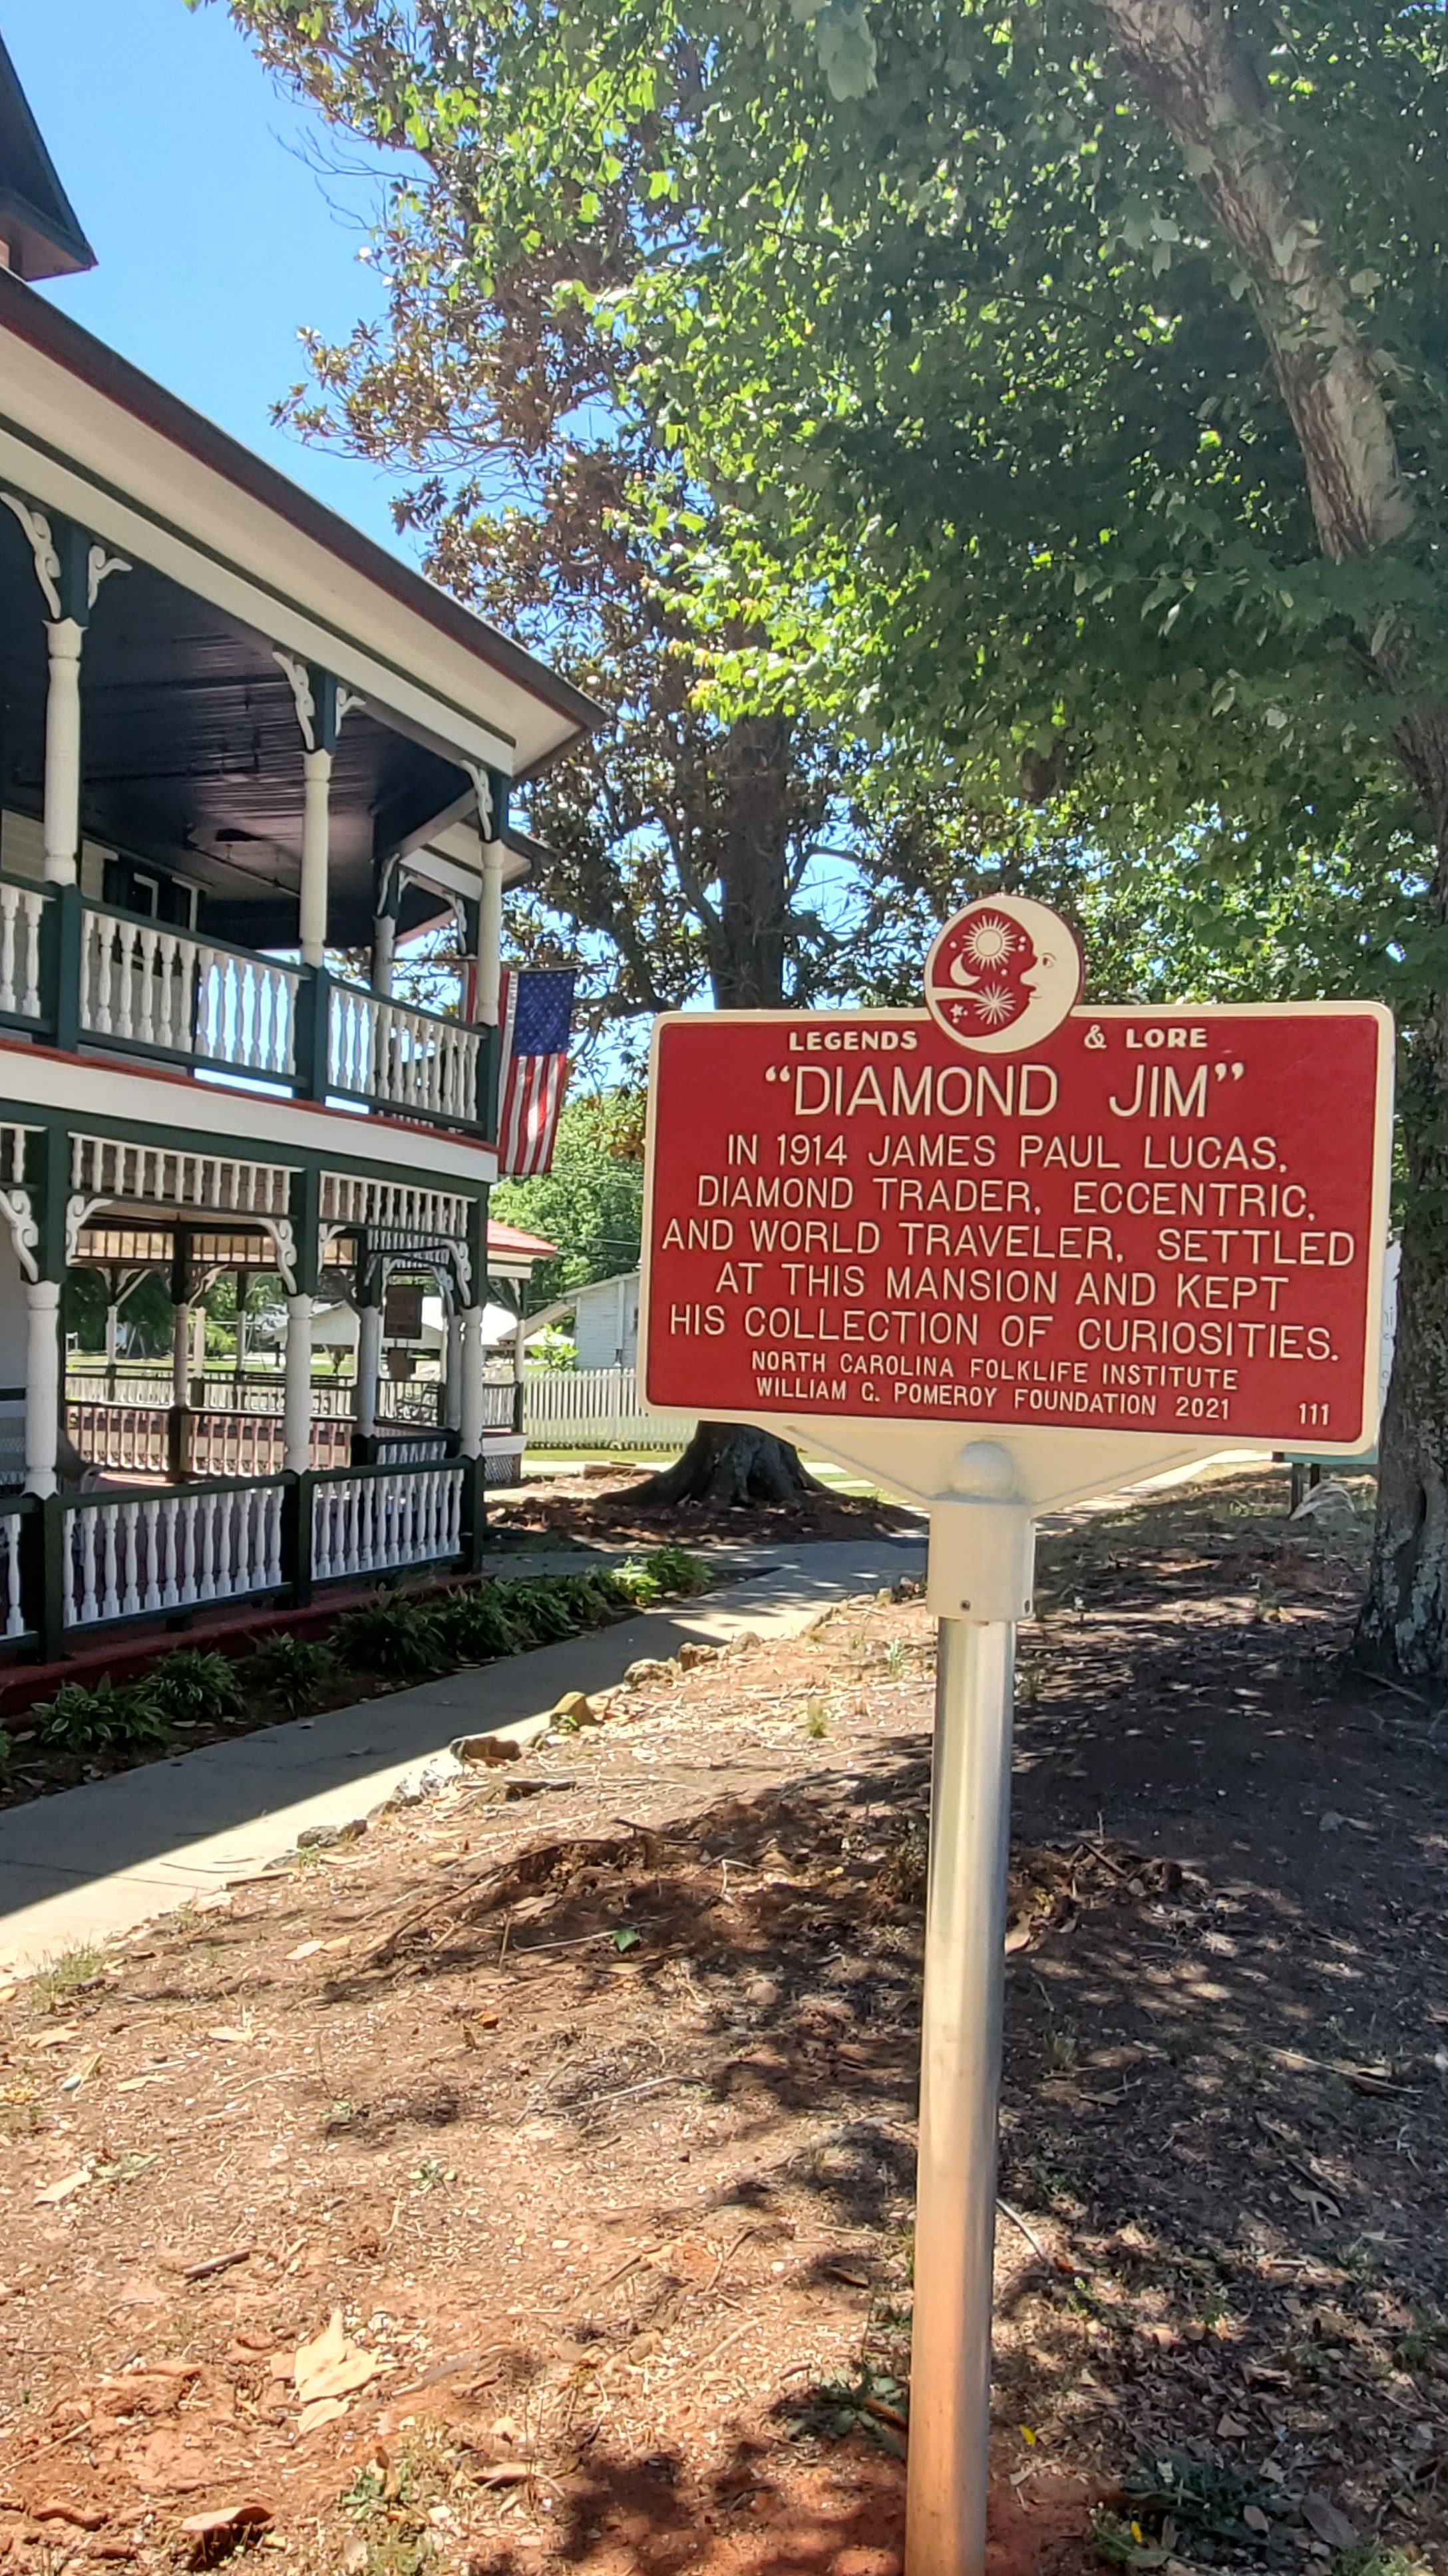 LEGENDS & LORE
“DIAMOND JIM”
IN 1914 JAMES PAUL LUCAS,
DIAMOND TRADER, ECCENTRIC,
AND WORLD TRAVELER, SETTLED
AT THIS MANSION AND KEPT
HIS COLLECTION OF CURIOSITIES.
NORTH CAROLINA FOLKLIFE INSTITUTE
WILLIAM G. POMEROY FOUNDATION 2021 111